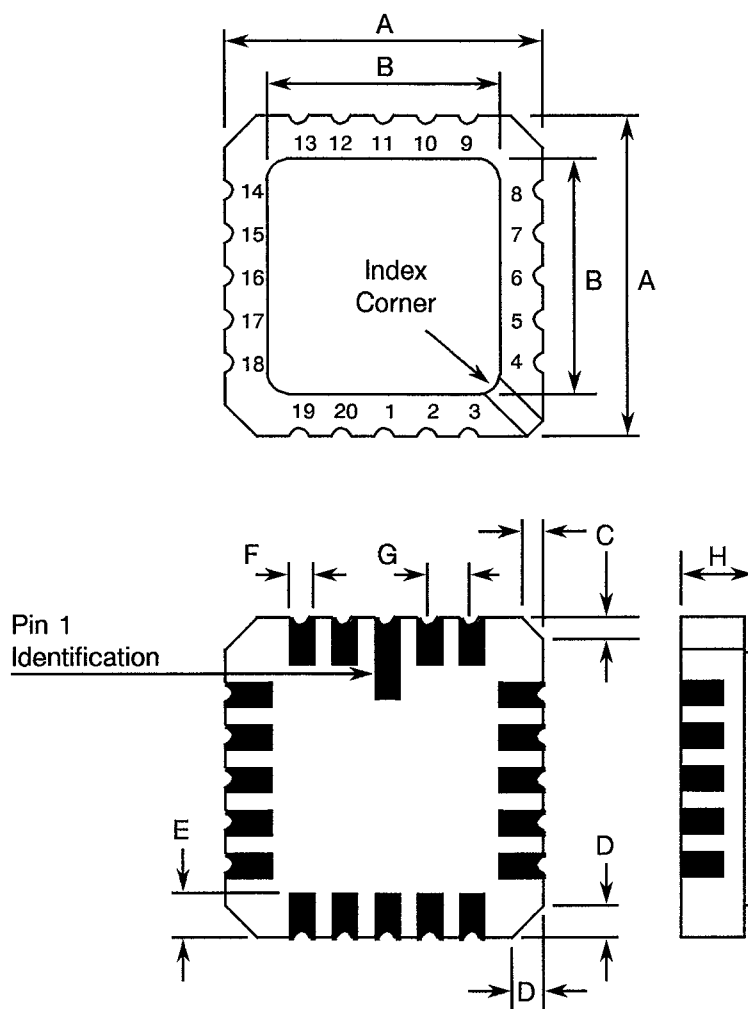 A
B
13 12 11 10 9
14 8
15 7
16 Index 6 B A
Corner
17 5
18 4
19 20 1 2 3
C
F G H
Pin 1
Identification
E D
D